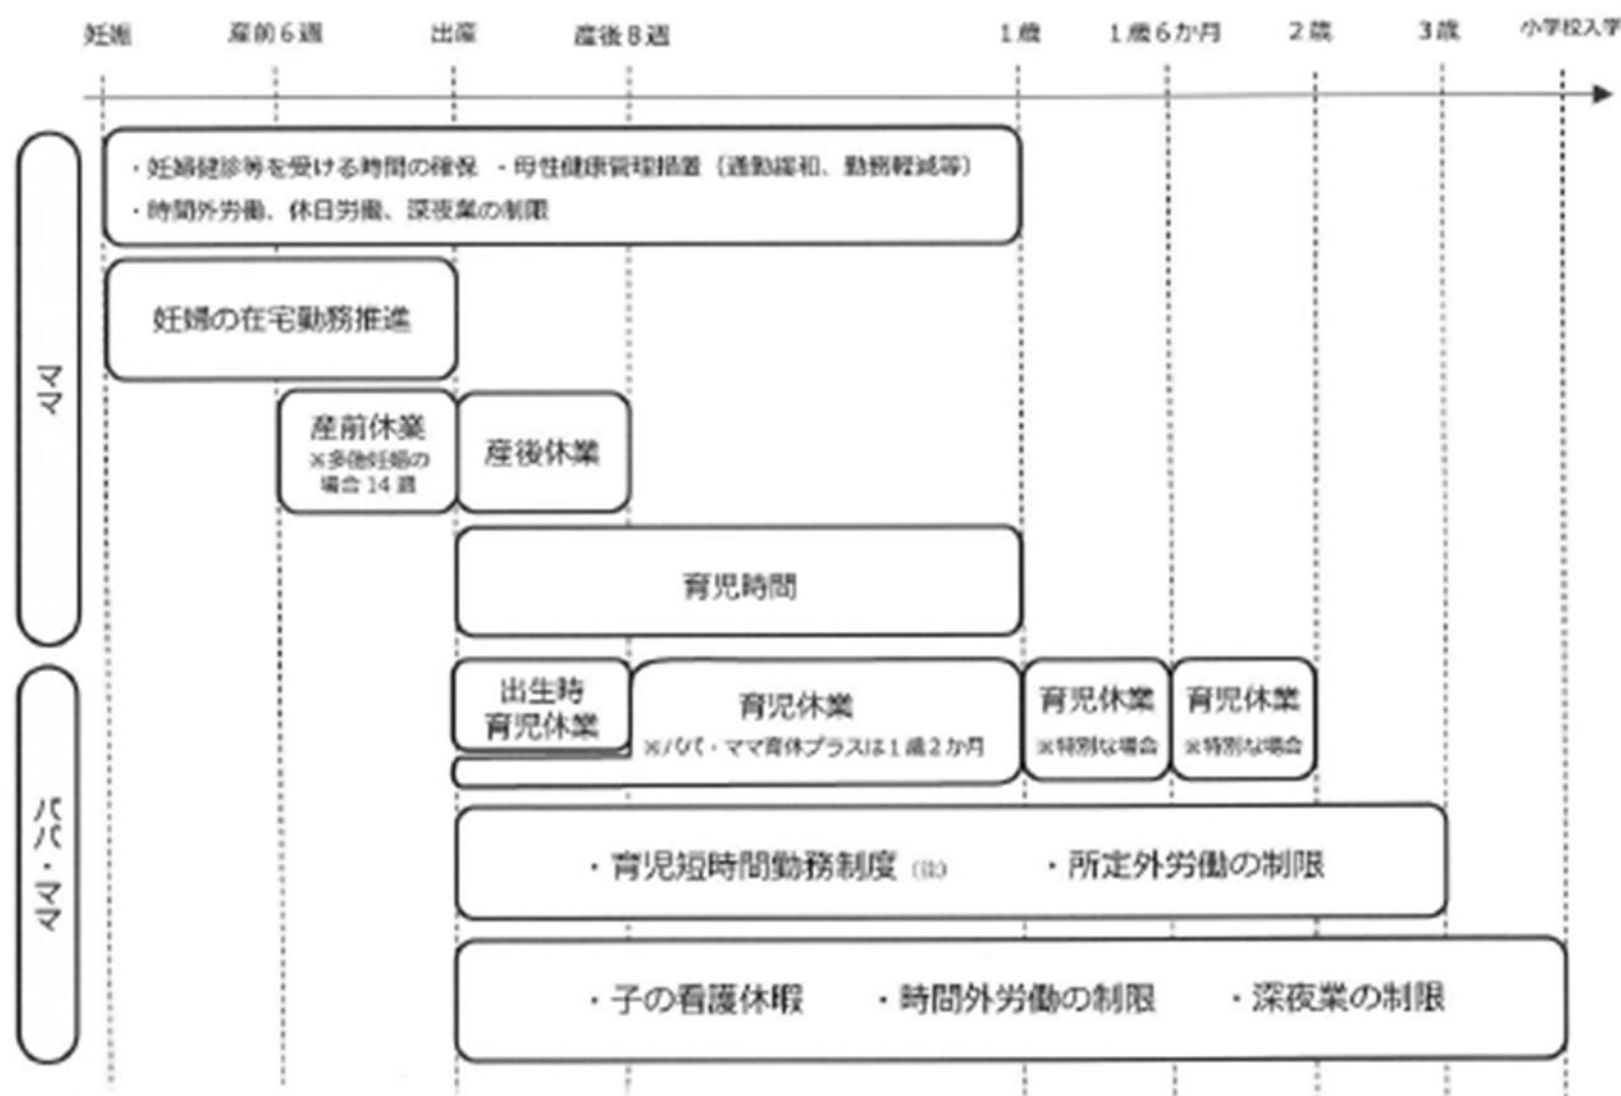 妊娠 産前6週 出産 産後8週 1歳 1歳6か月 2歳 3歳 小学校入学
ママ
・妊婦健診等を受ける時間の確保 ・母性健康管理措置（通勤緩和、勤務軽減等）
・時間外労働、休日労働、深夜業の制限
妊婦の在宅勤務推進
産前休業
※多胎妊娠の
場合14週
産後休業
育児時間
パパ・ママ
出生時
育児休業
育児休業
※パパ・ママ育休プラスは1歳2か月
育児休業
※特別な場合
育児休業
※特別な場合
・育児短時間勤務制度（注） ・所定外労働の制限
・子の看護休暇 ・時間外労働の制限 ・深夜業の制限